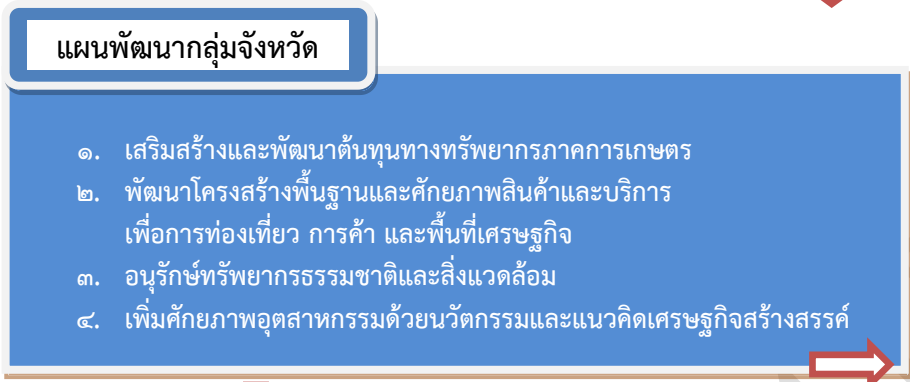 แผนพัฒนากลุ่มจังหวัด
๑. เสริมสร้างและพัฒนาต้นทุนทางทรัพยากรภาคการเกษตร
๒. พัฒนาโครงสร้างพื้นฐานและศักยภาพสินค้าและบริการ
เพื่อการท่องเที่ยว การค้า และพื้นที่เศรษฐกิจ
๓. อนุรักษ์ทรัพยากรธรรมชาติและสิ่งแวดล้อม
๔. เพิ่มศักยภาพอุตสาหกรรมด้วยนวัตกรรมและแนวคิดเศรษฐกิจสร้างสรรค์